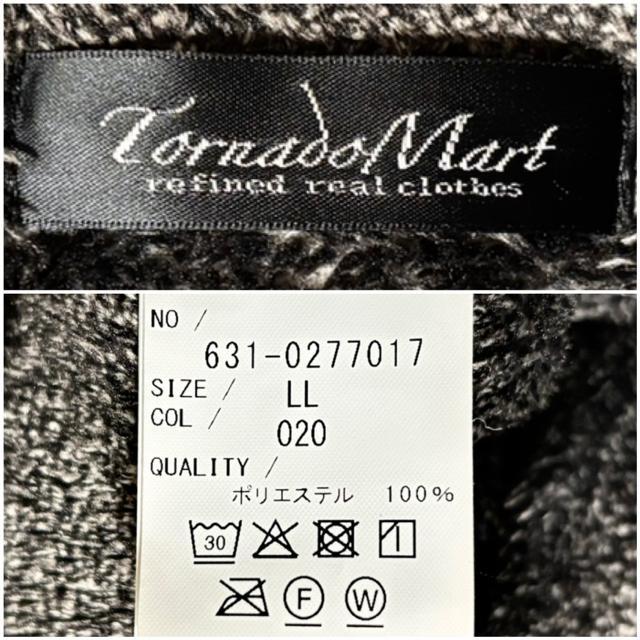 TornadoMart
refined real clothes
NO /
631-0277017
SIZE / LL
COL / 020
QUALITY /
ポリエステル 100%
30
F W